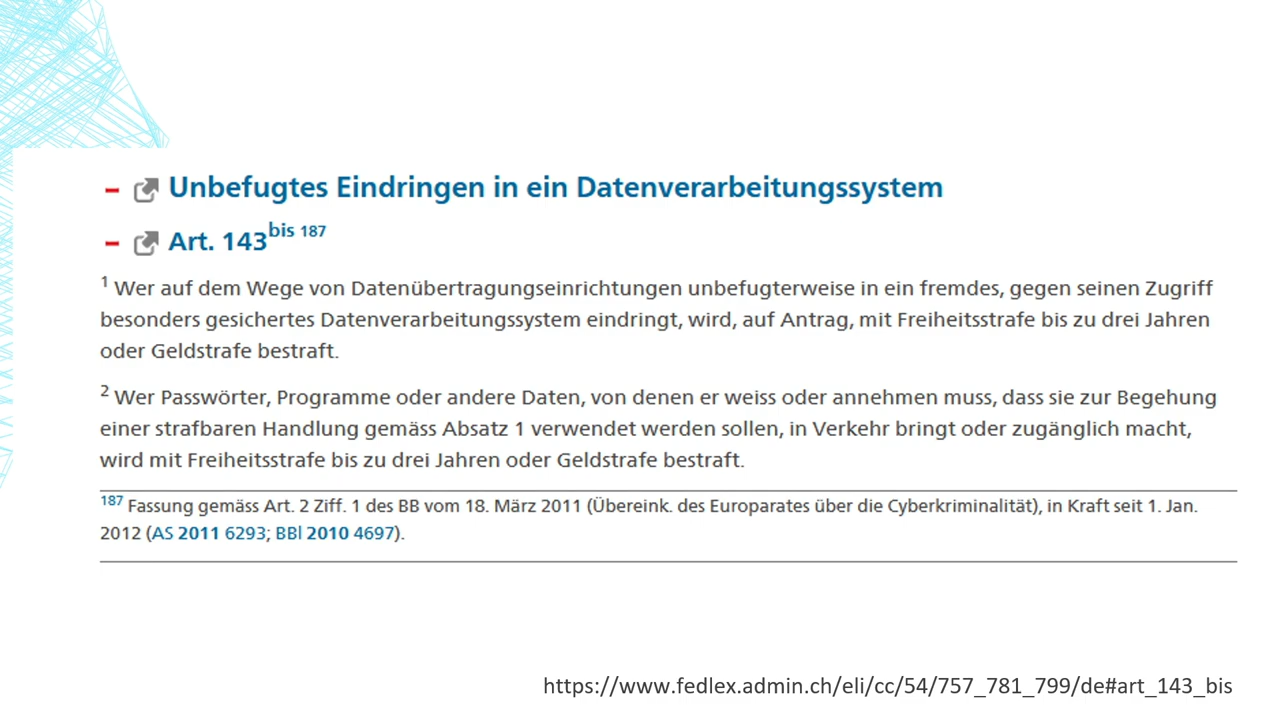 – Unbefugtes Eindringen in ein Datenverarbeitungssystem
– Art. 143bis 187
1 Wer auf dem Wege von Datenübertragungseinrichtungen unbefugterweise in ein fremdes, gegen seinen Zugriff
besonders gesichertes Datenverarbeitungssystem eindringt, wird, auf Antrag, mit Freiheitsstrafe bis zu drei Jahren
oder Geldstrafe bestraft.
2 Wer Passwörter, Programme oder andere Daten, von denen er weiss oder annehmen muss, dass sie zur Begehung
einer strafbaren Handlung gemäss Absatz 1 verwendet werden sollen, in Verkehr bringt oder zugänglich macht,
wird mit Freiheitsstrafe bis zu drei Jahren oder Geldstrafe bestraft.
187 Fassung gemäss Art. 2 Ziff. 1 des BB vom 18. März 2011 (Übereink. des Europarates über die Cyberkriminalität), in Kraft seit 1. Jan.
2012 (AS 2011 6293; BBl 2010 4697).
https://www.fedlex.admin.ch/eli/cc/54/757_781_799/de#art_143_bis